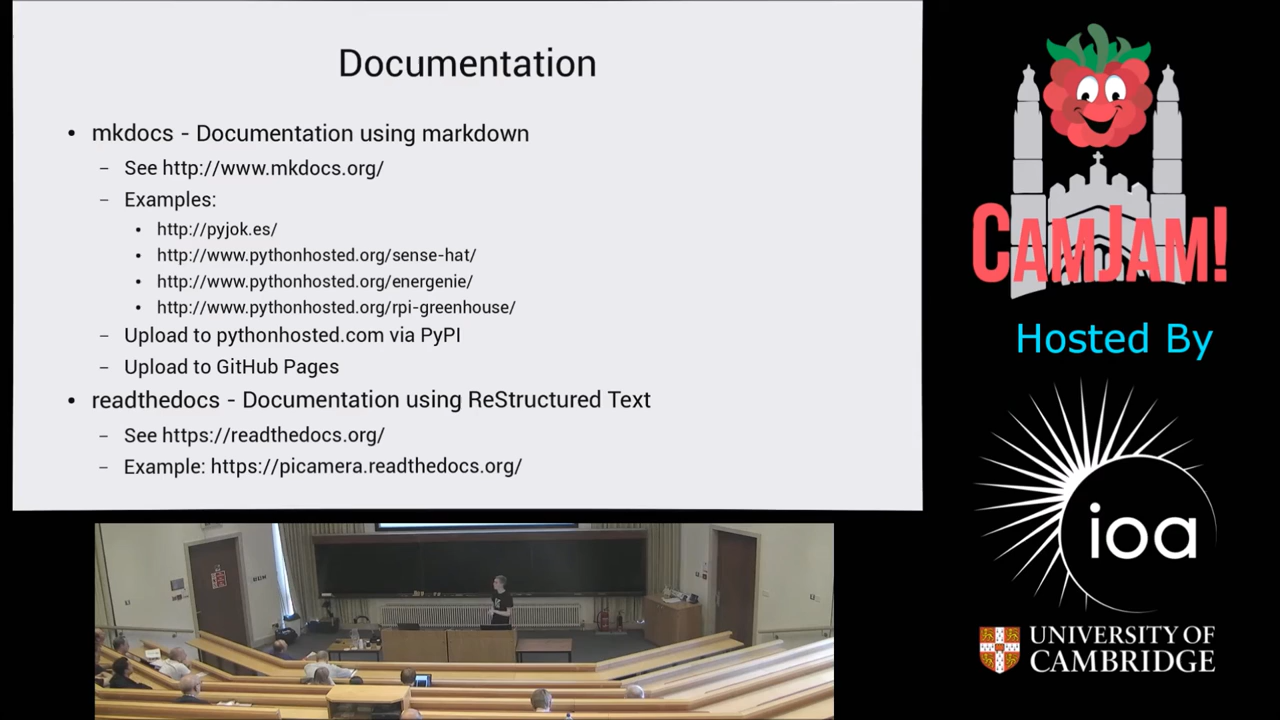 Documentation
• mkdocs - Documentation using markdown
– See http://www.mkdocs.org/
– Examples:
• http://pyjok.es/
• http://www.pythonhosted.org/sense-hat/
• http://www.pythonhosted.org/energenie/
• http://www.pythonhosted.org/rpi-greenhouse/
– Upload to pythonhosted.com via PyPI
– Upload to GitHub Pages
• readthedocs - Documentation using ReStructured Text
– See https://readthedocs.org/
– Example: https://picamera.readthedocs.org/
CAMJAM!
Hosted By
ioa
UNIVERSITY OF
CAMBRIDGE